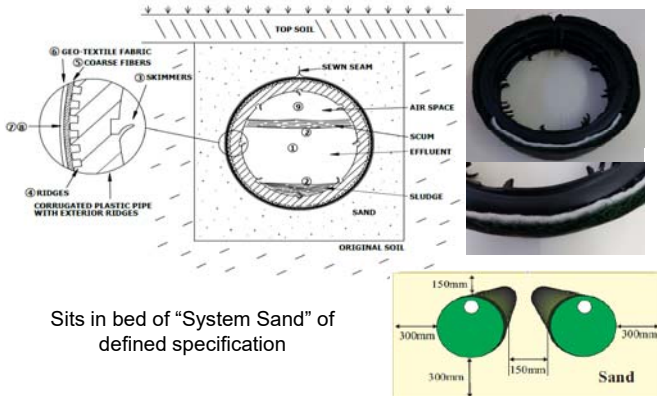 TOP SOIL
⑥ GEO-TEXTILE FABRIC
⑤ COARSE FIBERS
③ SKIMMERS
⑦⑧
④ RIDGES
CORRUGATED PLASTIC PIPE
WITH EXTERIOR RIDGES
SEWN SEAM
⑨
AIR SPACE
②
SCUM
①
EFFLUENT
②
SLUDGE
SAND
ORIGINAL SOIL
Sits in bed of “System Sand” of
defined specification
150mm
300mm
300mm
150mm
300mm
Sand